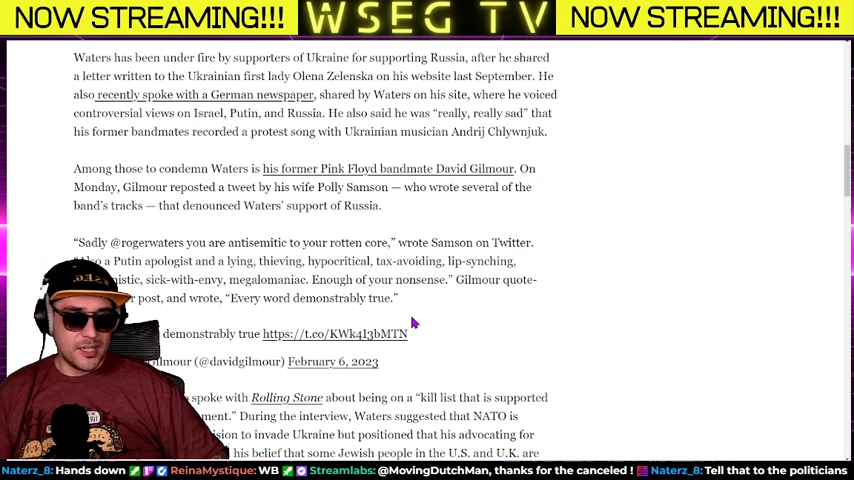 NOW STREAMING!!! WSEG TV NOW STREAMING!!!
Waters has been under fire by supporters of Ukraine for supporting Russia, after he shared
a letter written to the Ukrainian first lady Olena Zelenska on his website last September. He
also recently spoke with a German newspaper, shared by Waters on his site, where he voiced
controversial views on Israel, Putin, and Russia. He also said he was “really, really sad” that
his former bandmates recorded a protest song with Ukrainian musician Andrij Chlywnjuk.
Among those to condemn Waters is his former Pink Floyd bandmate David Gilmour. On
Monday, Gilmour reposted a tweet by his wife Polly Samson — who wrote several of the
band’s tracks — that denounced Waters’ support of Russia.
“Sadly @rogerwaters you are antisemitic to your rotten core,” wrote Samson on Twitter.
a Putin apologist and a lying, thieving, hypocritical, tax-avoiding, lip-synching,
sick-with-envy, megalomaniac. Enough of your nonsense.” Gilmour quote-
post, and wrote, “Every word demonstrably true.”
demonstrably true https://t.co/KWk4I3bMTN
(@davidgilmour) February 6, 2023
spoke with Rolling Stone about being on a “kill list that is supported
During the interview, Waters suggested that NATO is
to invade Ukraine but positioned that his advocating for
his belief that some Jewish people in the U.S. and U.K. are
WSEG
Naterz_8: Hands down ReinaMystique: WB Streamlabs: @MovingDutchMan, thanks for the canceled ! Naterz_8: Tell that to the politicians